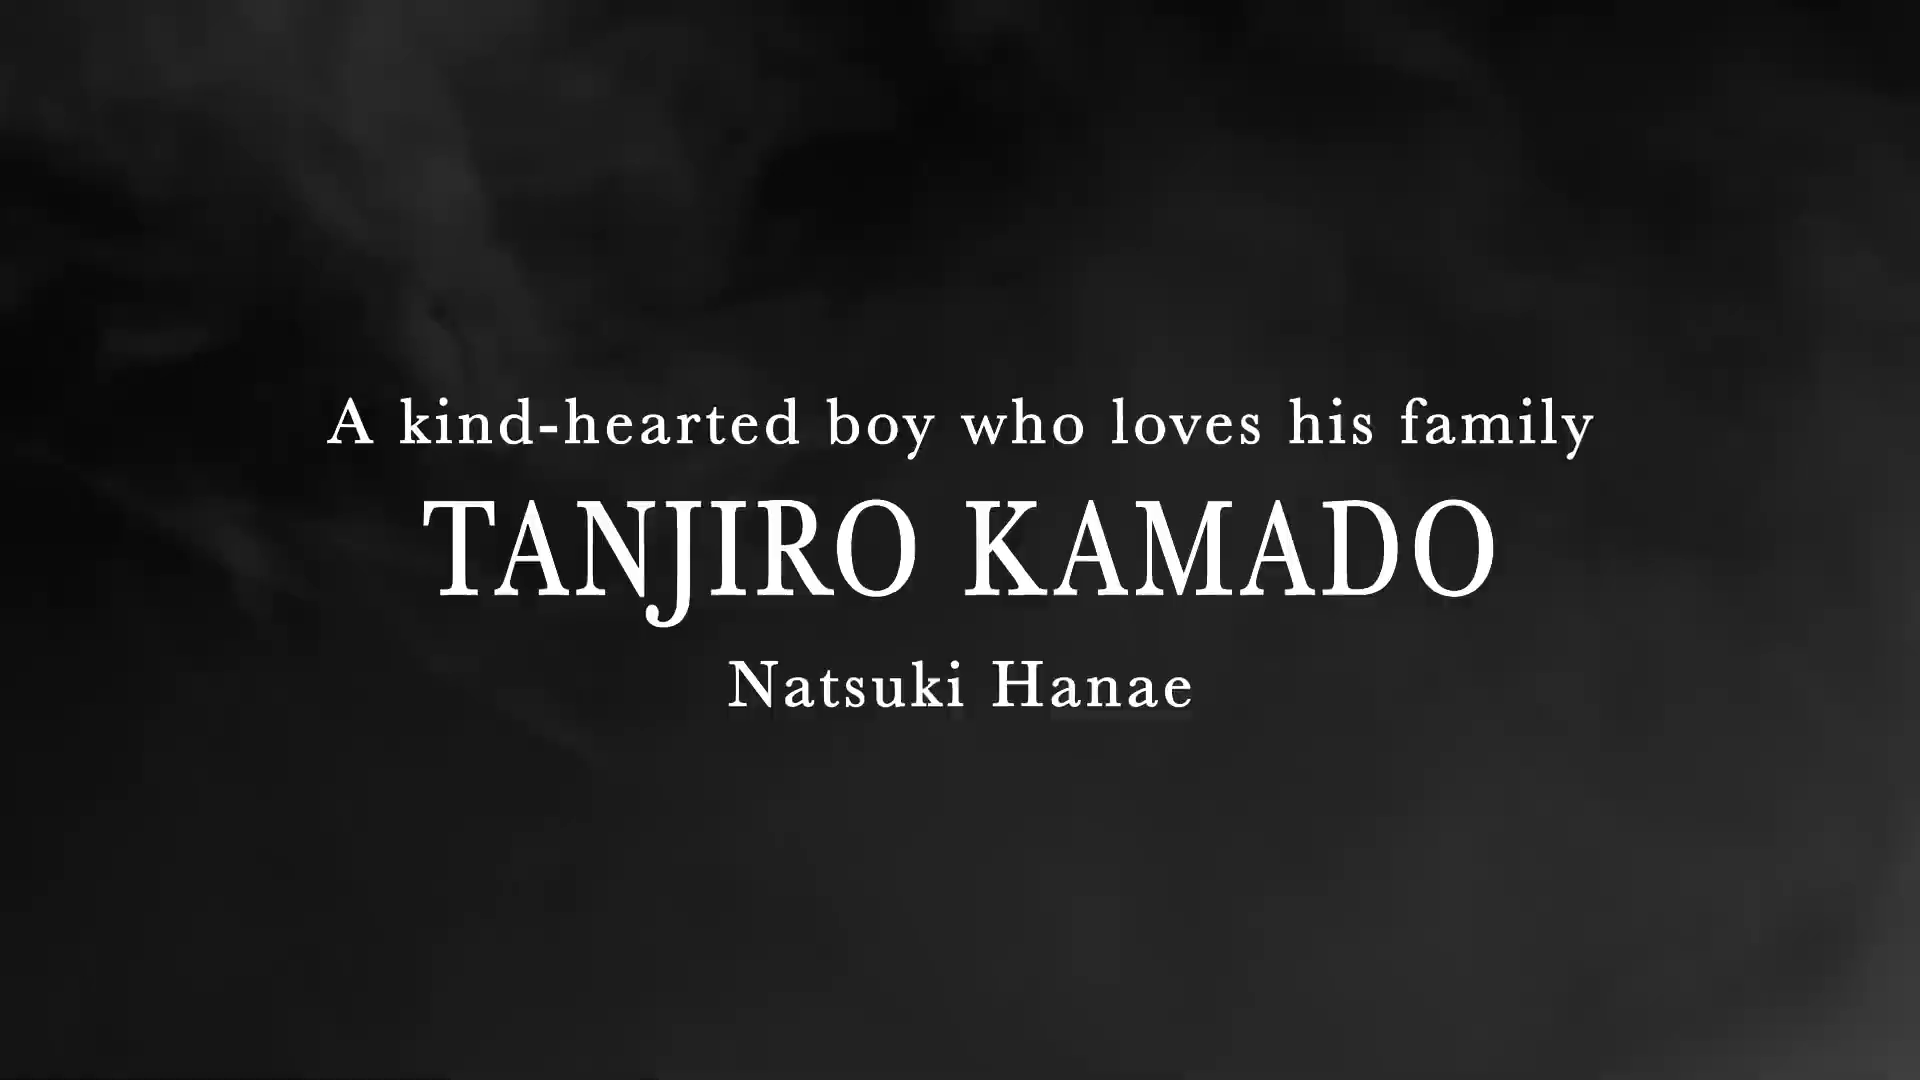 A kind-hearted boy who loves his family
TANJIRO KAMADO
Natsuki Hanae